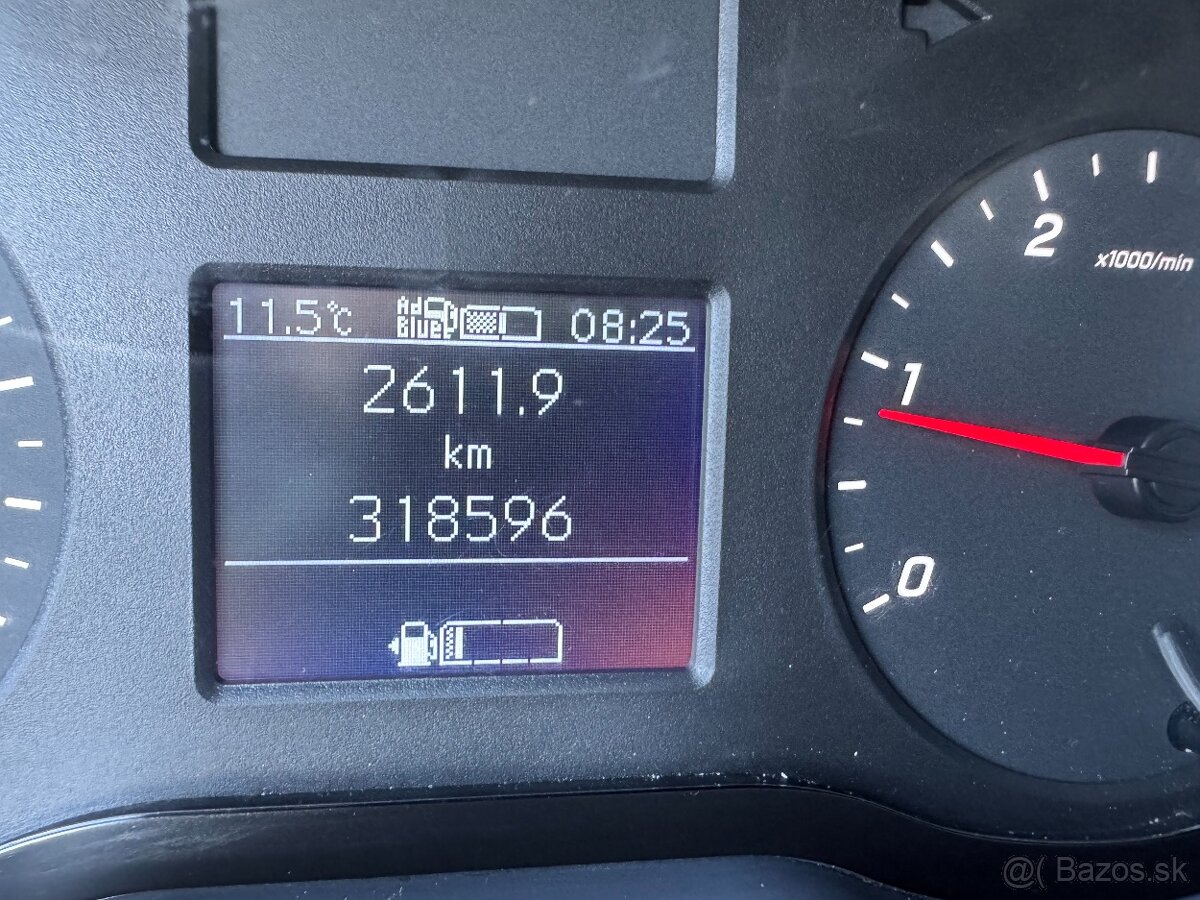 11.5°C Ad Blue 08:25
2611.9
km
318596
2
x1000/min
1
0
@( Bazos.sk